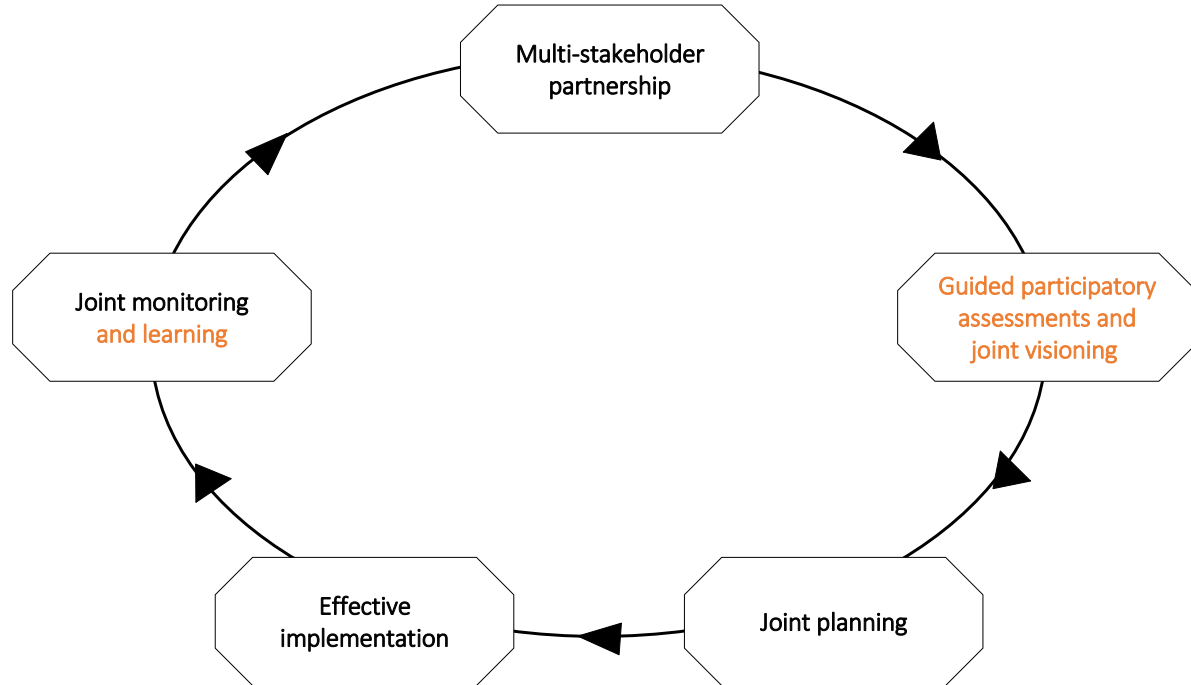 Multi-stakeholder
partnership
Guided participatory
assessments and
joint visioning
Joint planning
Effective
implementation
Joint monitoring
and learning